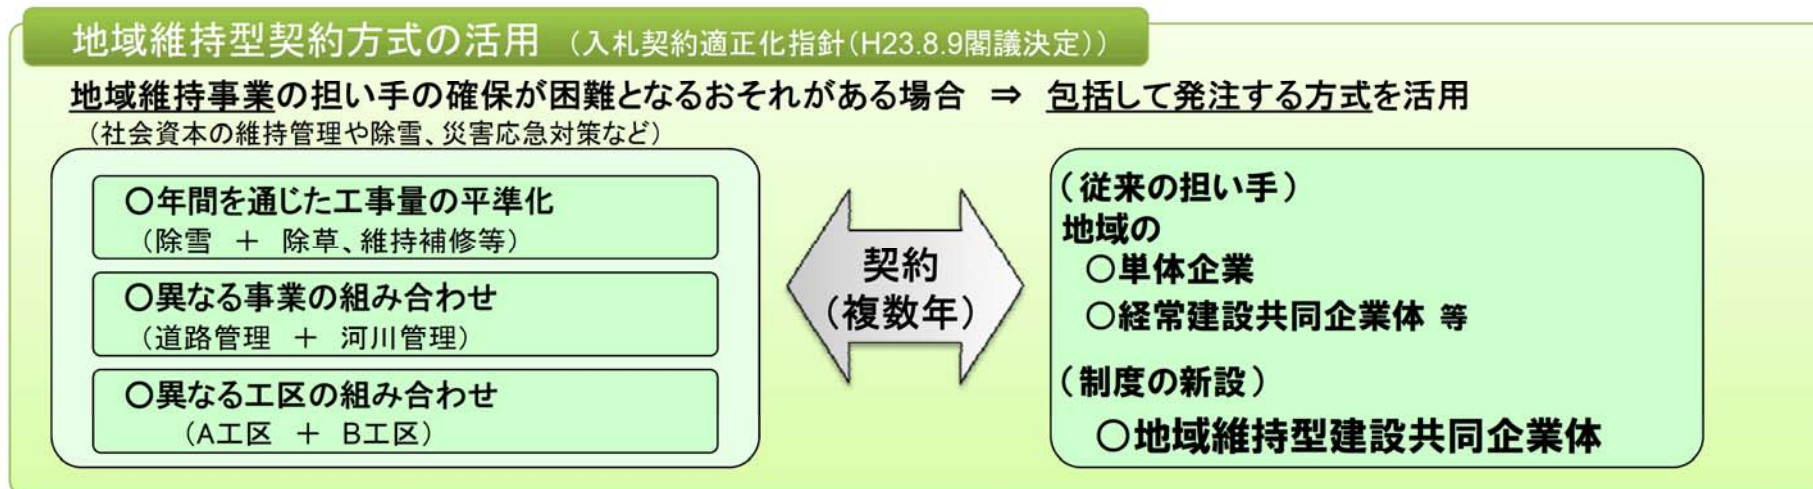 地域維持型契約方式の活用 （入札契約適正化指針（H23.8.9閣議決定））
地域維持事業の担い手の確保が困難となるおそれがある場合 ⇒ 包括して発注する方式を活用
（社会資本の維持管理や除雪、災害応急対策など）
○年間を通じた工事量の平準化
（除雪 ＋ 除草、維持補修等）
○異なる事業の組み合わせ
（道路管理 ＋ 河川管理）
○異なる工区の組み合わせ
（A工区 ＋ B工区）
契約
（複数年）
（従来の担い手）
地域の
○単体企業
○経常建設共同企業体 等
（制度の新設）
○地域維持型建設共同企業体